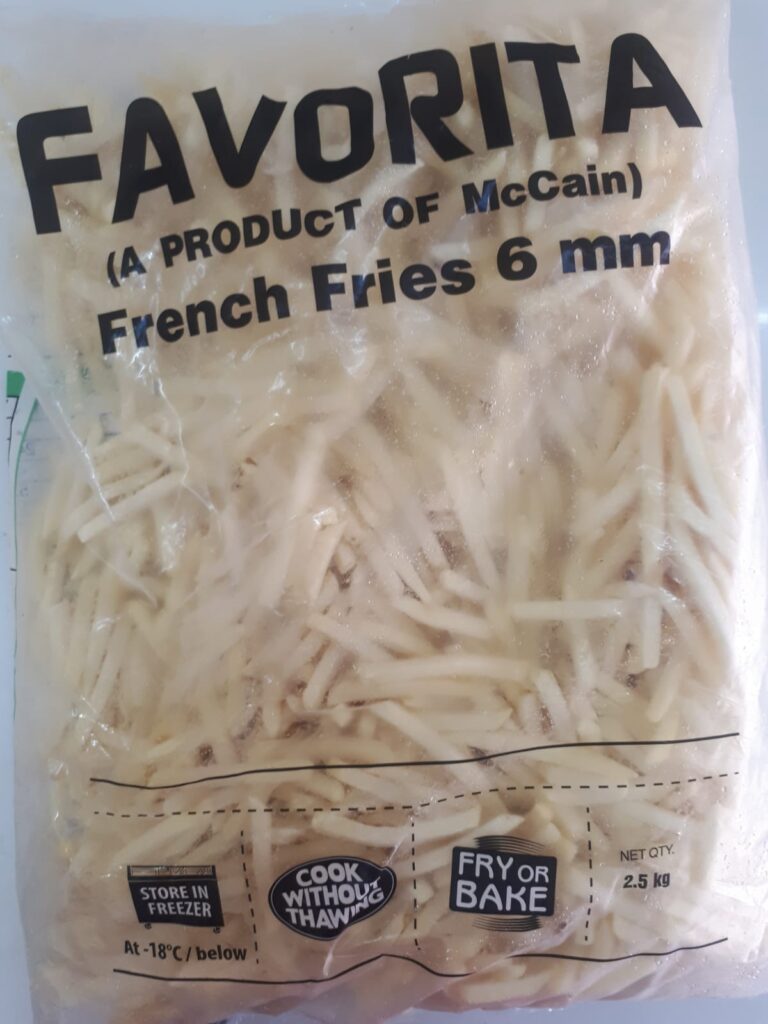 FAVORITA
(A PRODUCT OF McCain)
French Fries 6 mm
STORE IN
FREEZER
At -18°C / below
COOK
WITHOUT
THAWING
FRY OR
BAKE
NET QTY.
2.5 kg